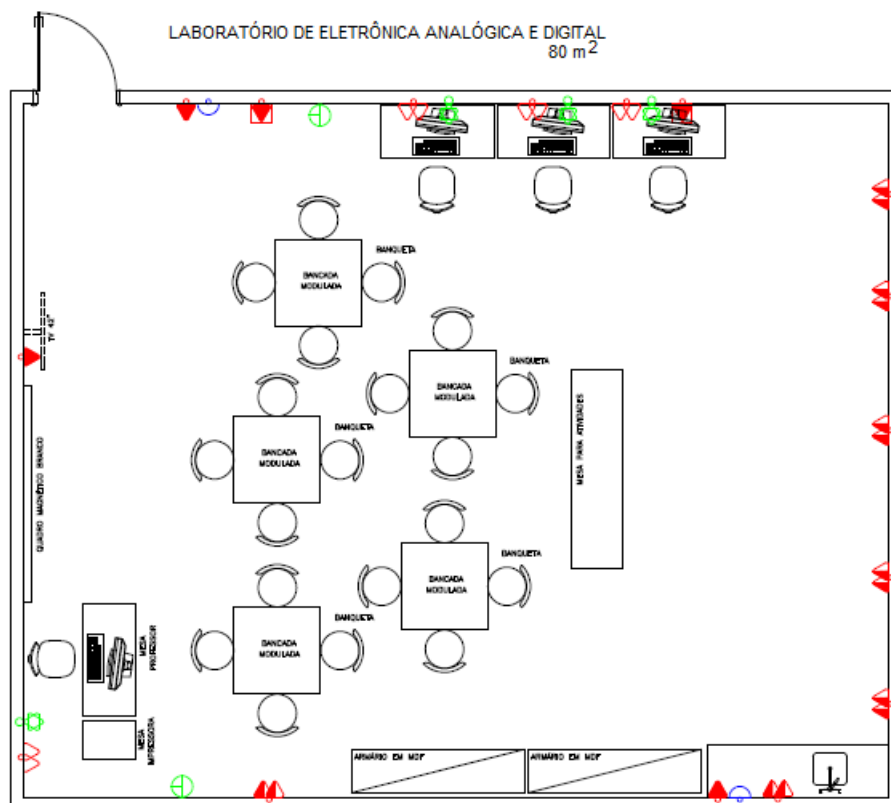 LABORATÓRIO DE ELETRÔNICA ANALÓGICA E DIGITAL
80 m²
BANQUETA
BANCADA
MODULADA
TV 42"
BANQUETA
BANCADA
MODULADA
MESA PARA ATIVIDADES
BANQUETA
BANCADA
MODULADA
QUADRO MAGNÉTICO BRANCO
BANQUETA
BANCADA
MODULADA
BANQUETA
BANCADA
MODULADA
MESA
PROFESSOR
MESA
IMPRESSORA
ARMÁRIO EM MDF
ARMÁRIO EM MDF